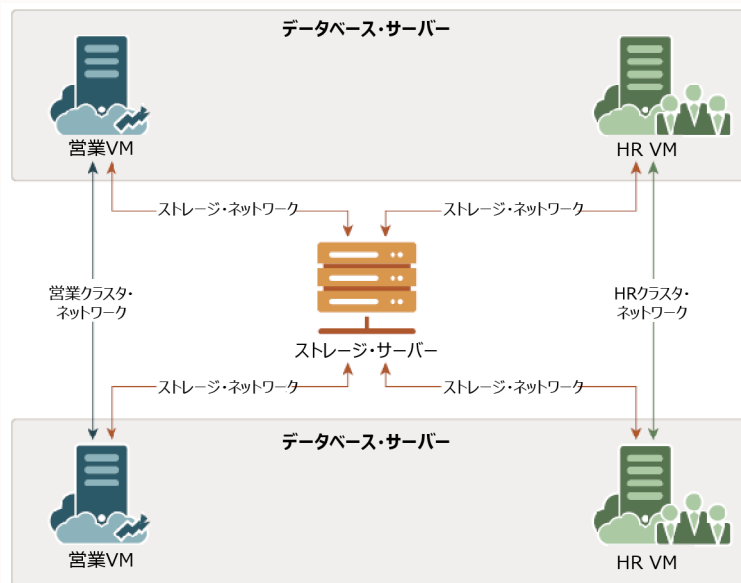 データベース・サーバー
営業VM
HR VM
ストレージ・ネットワーク
ストレージ・ネットワーク
営業クラスタ・
ネットワーク
HRクラスタ・
ネットワーク
ストレージ・サーバー
ストレージ・ネットワーク
ストレージ・ネットワーク
データベース・サーバー
営業VM
HR VM